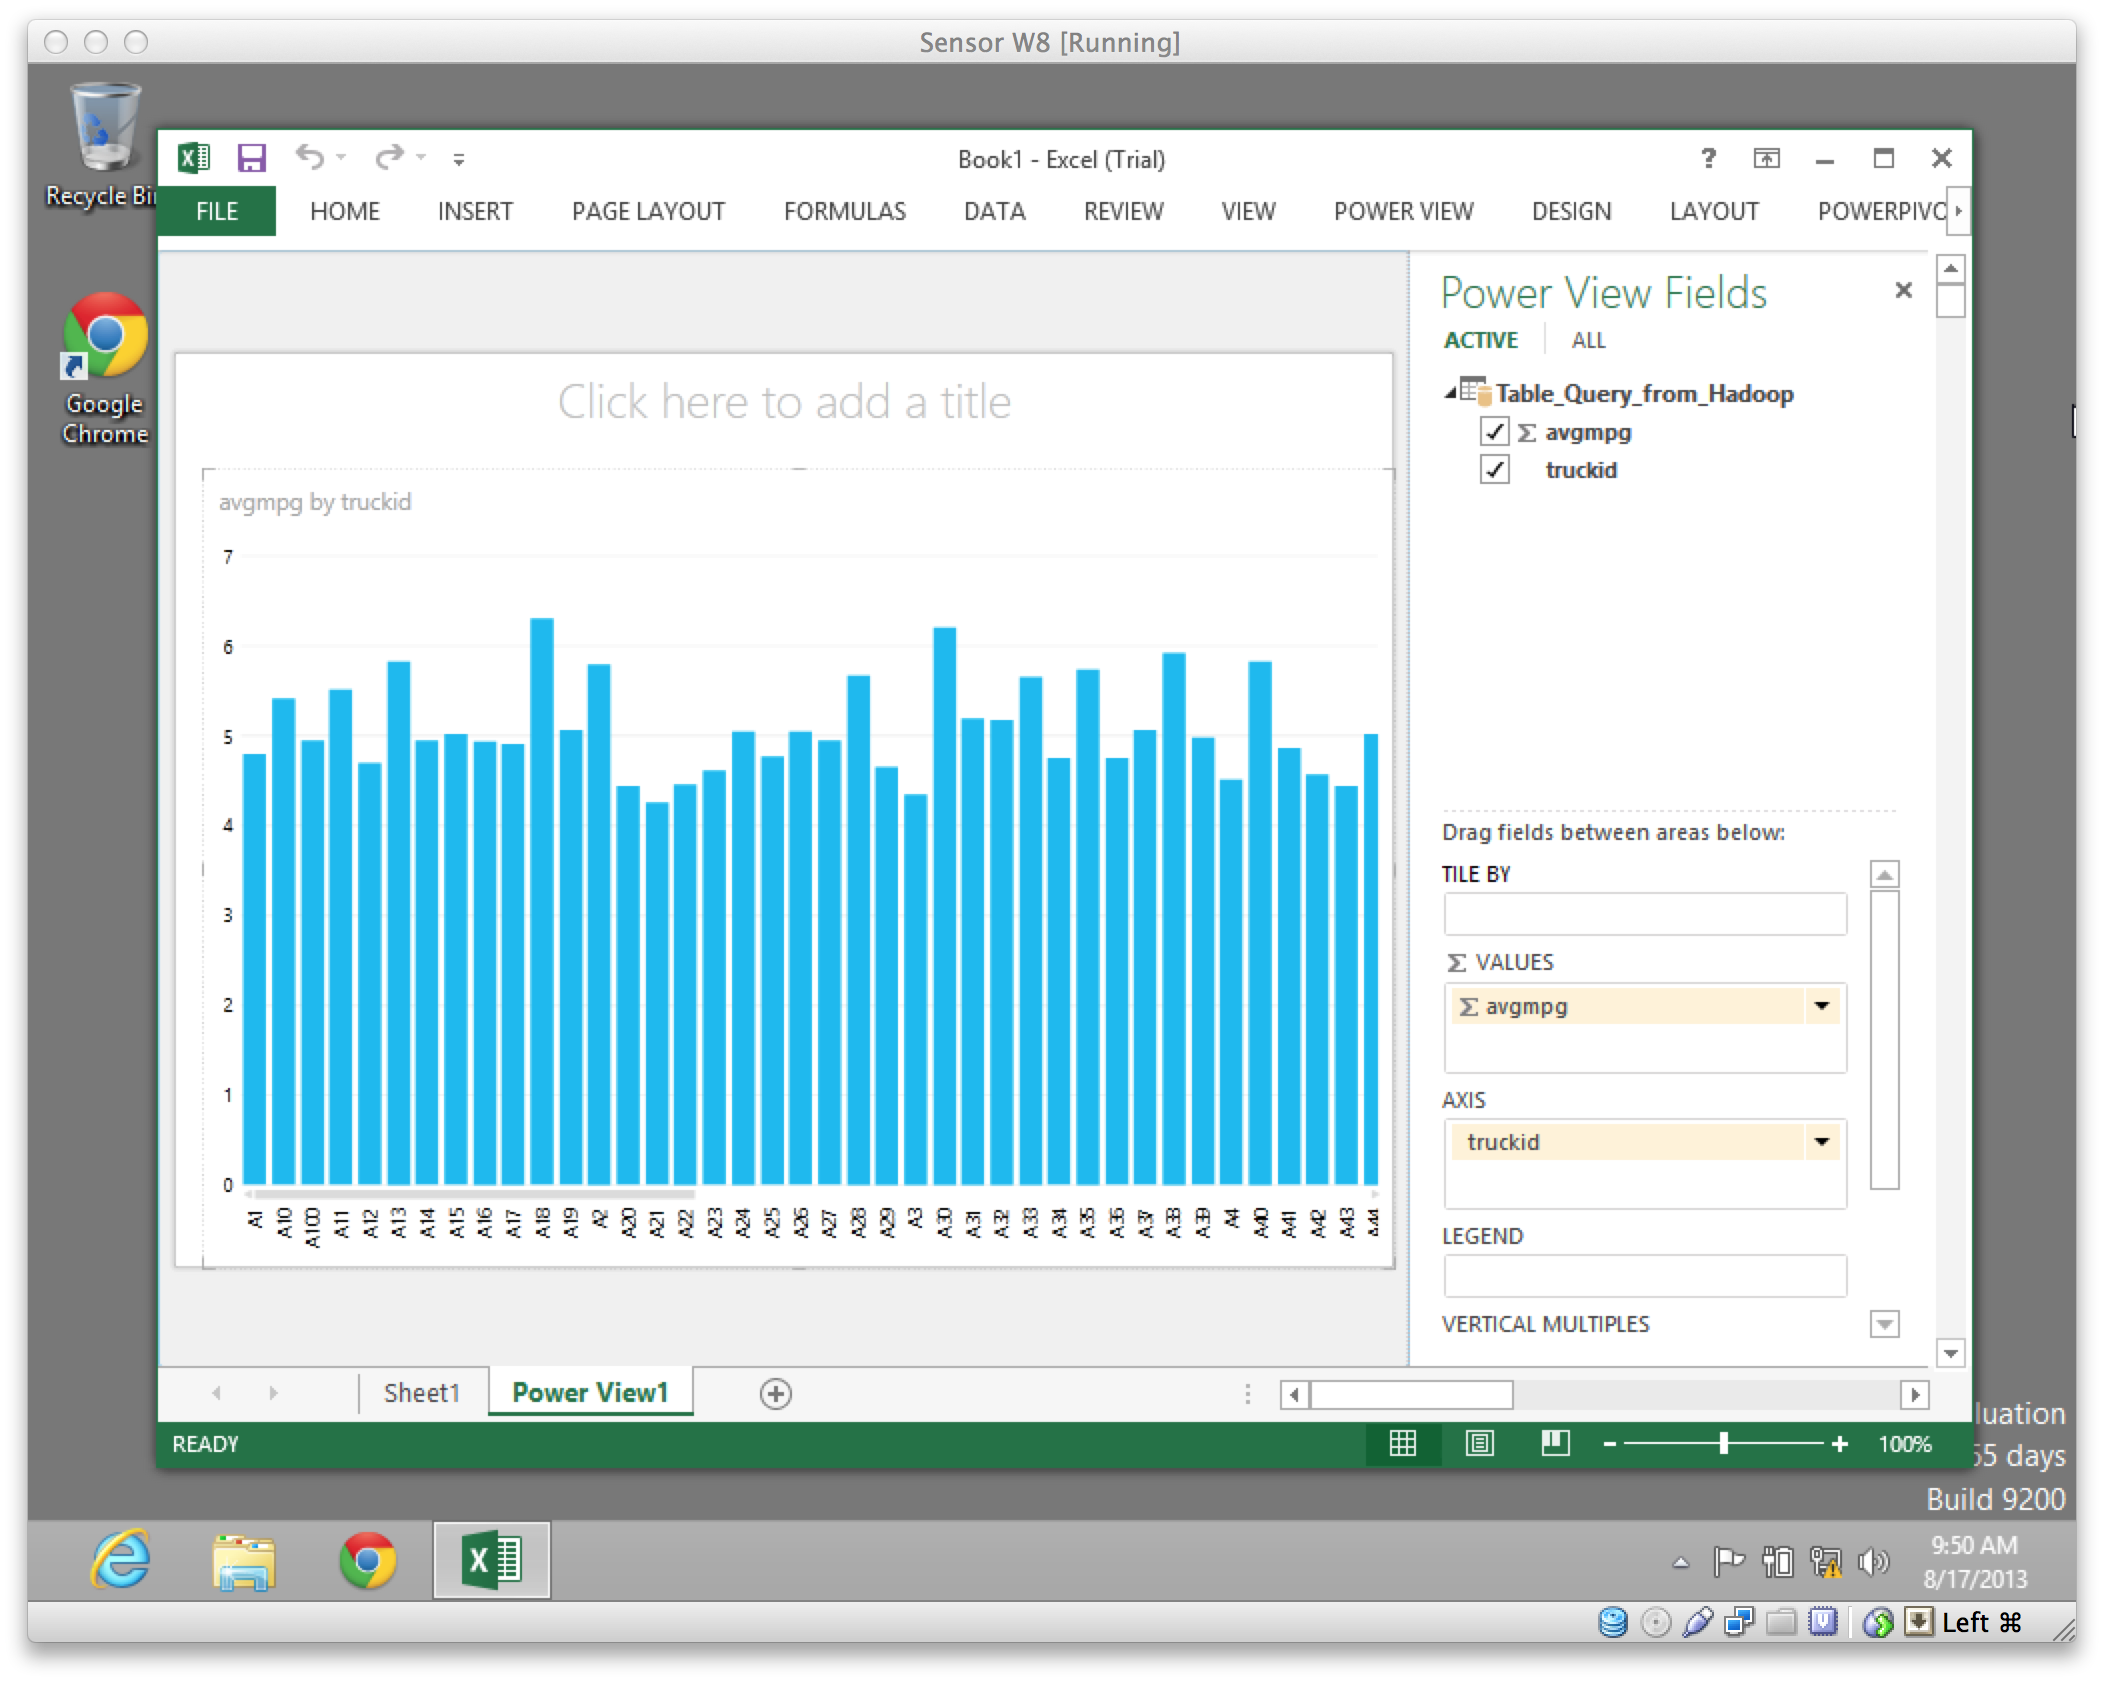 Sensor W8 [Running]
Recycle Bi
Google
Chrome
Book1 - Excel (Trial)
FILE HOME INSERT PAGE LAYOUT FORMULAS DATA REVIEW VIEW POWER VIEW DESIGN LAYOUT POWERPIVO
Click here to add a title
avgmpg by truckid
7
6
5
4
3
2
1
0
A1 A10 A100 A11 A12 A13 A14 A15 A16 A17 A18 A19 A2 A20 A21 A22 A23 A24 A25 A26 A27 A28 A29 A3 A30 A31 A32 A33 A34 A35 A36 A37 A38 A39 A4 A40 A41 A42 A43 A44
Power View Fields
ACTIVE ALL
Table_Query_from_Hadoop
Σ avgmpg
truckid
Drag fields between areas below:
TILE BY
Σ VALUES
Σ avgmpg
AXIS
truckid
LEGEND
VERTICAL MULTIPLES
Sheet1 Power View1
READY
100%
luation
55 days
Build 9200
9:50 AM
8/17/2013
Left ⌘